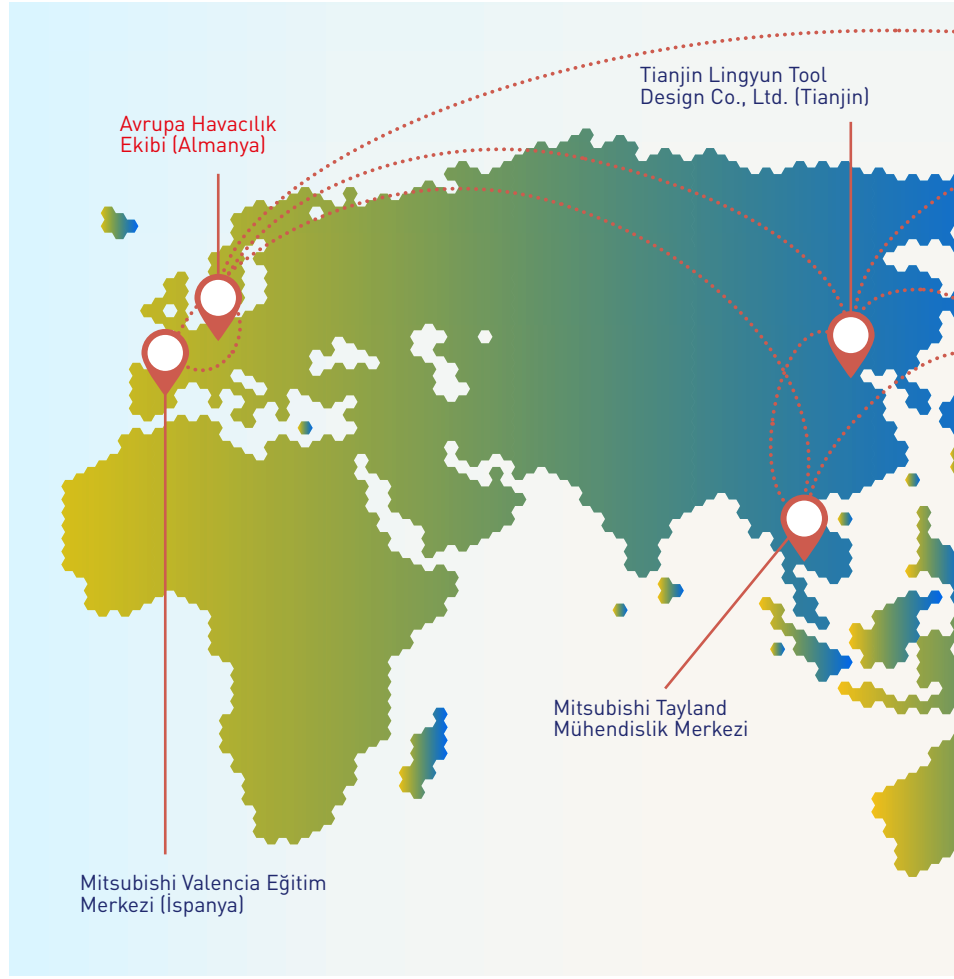 Tianjin Lingyun Tool
Design Co., Ltd. (Tianjin)
Avrupa Havacılık
Ekibi (Almanya)
Mitsubishi Tayland
Mühendislik Merkezi
Mitsubishi Valencia Eğitim
Merkezi (İspanya)